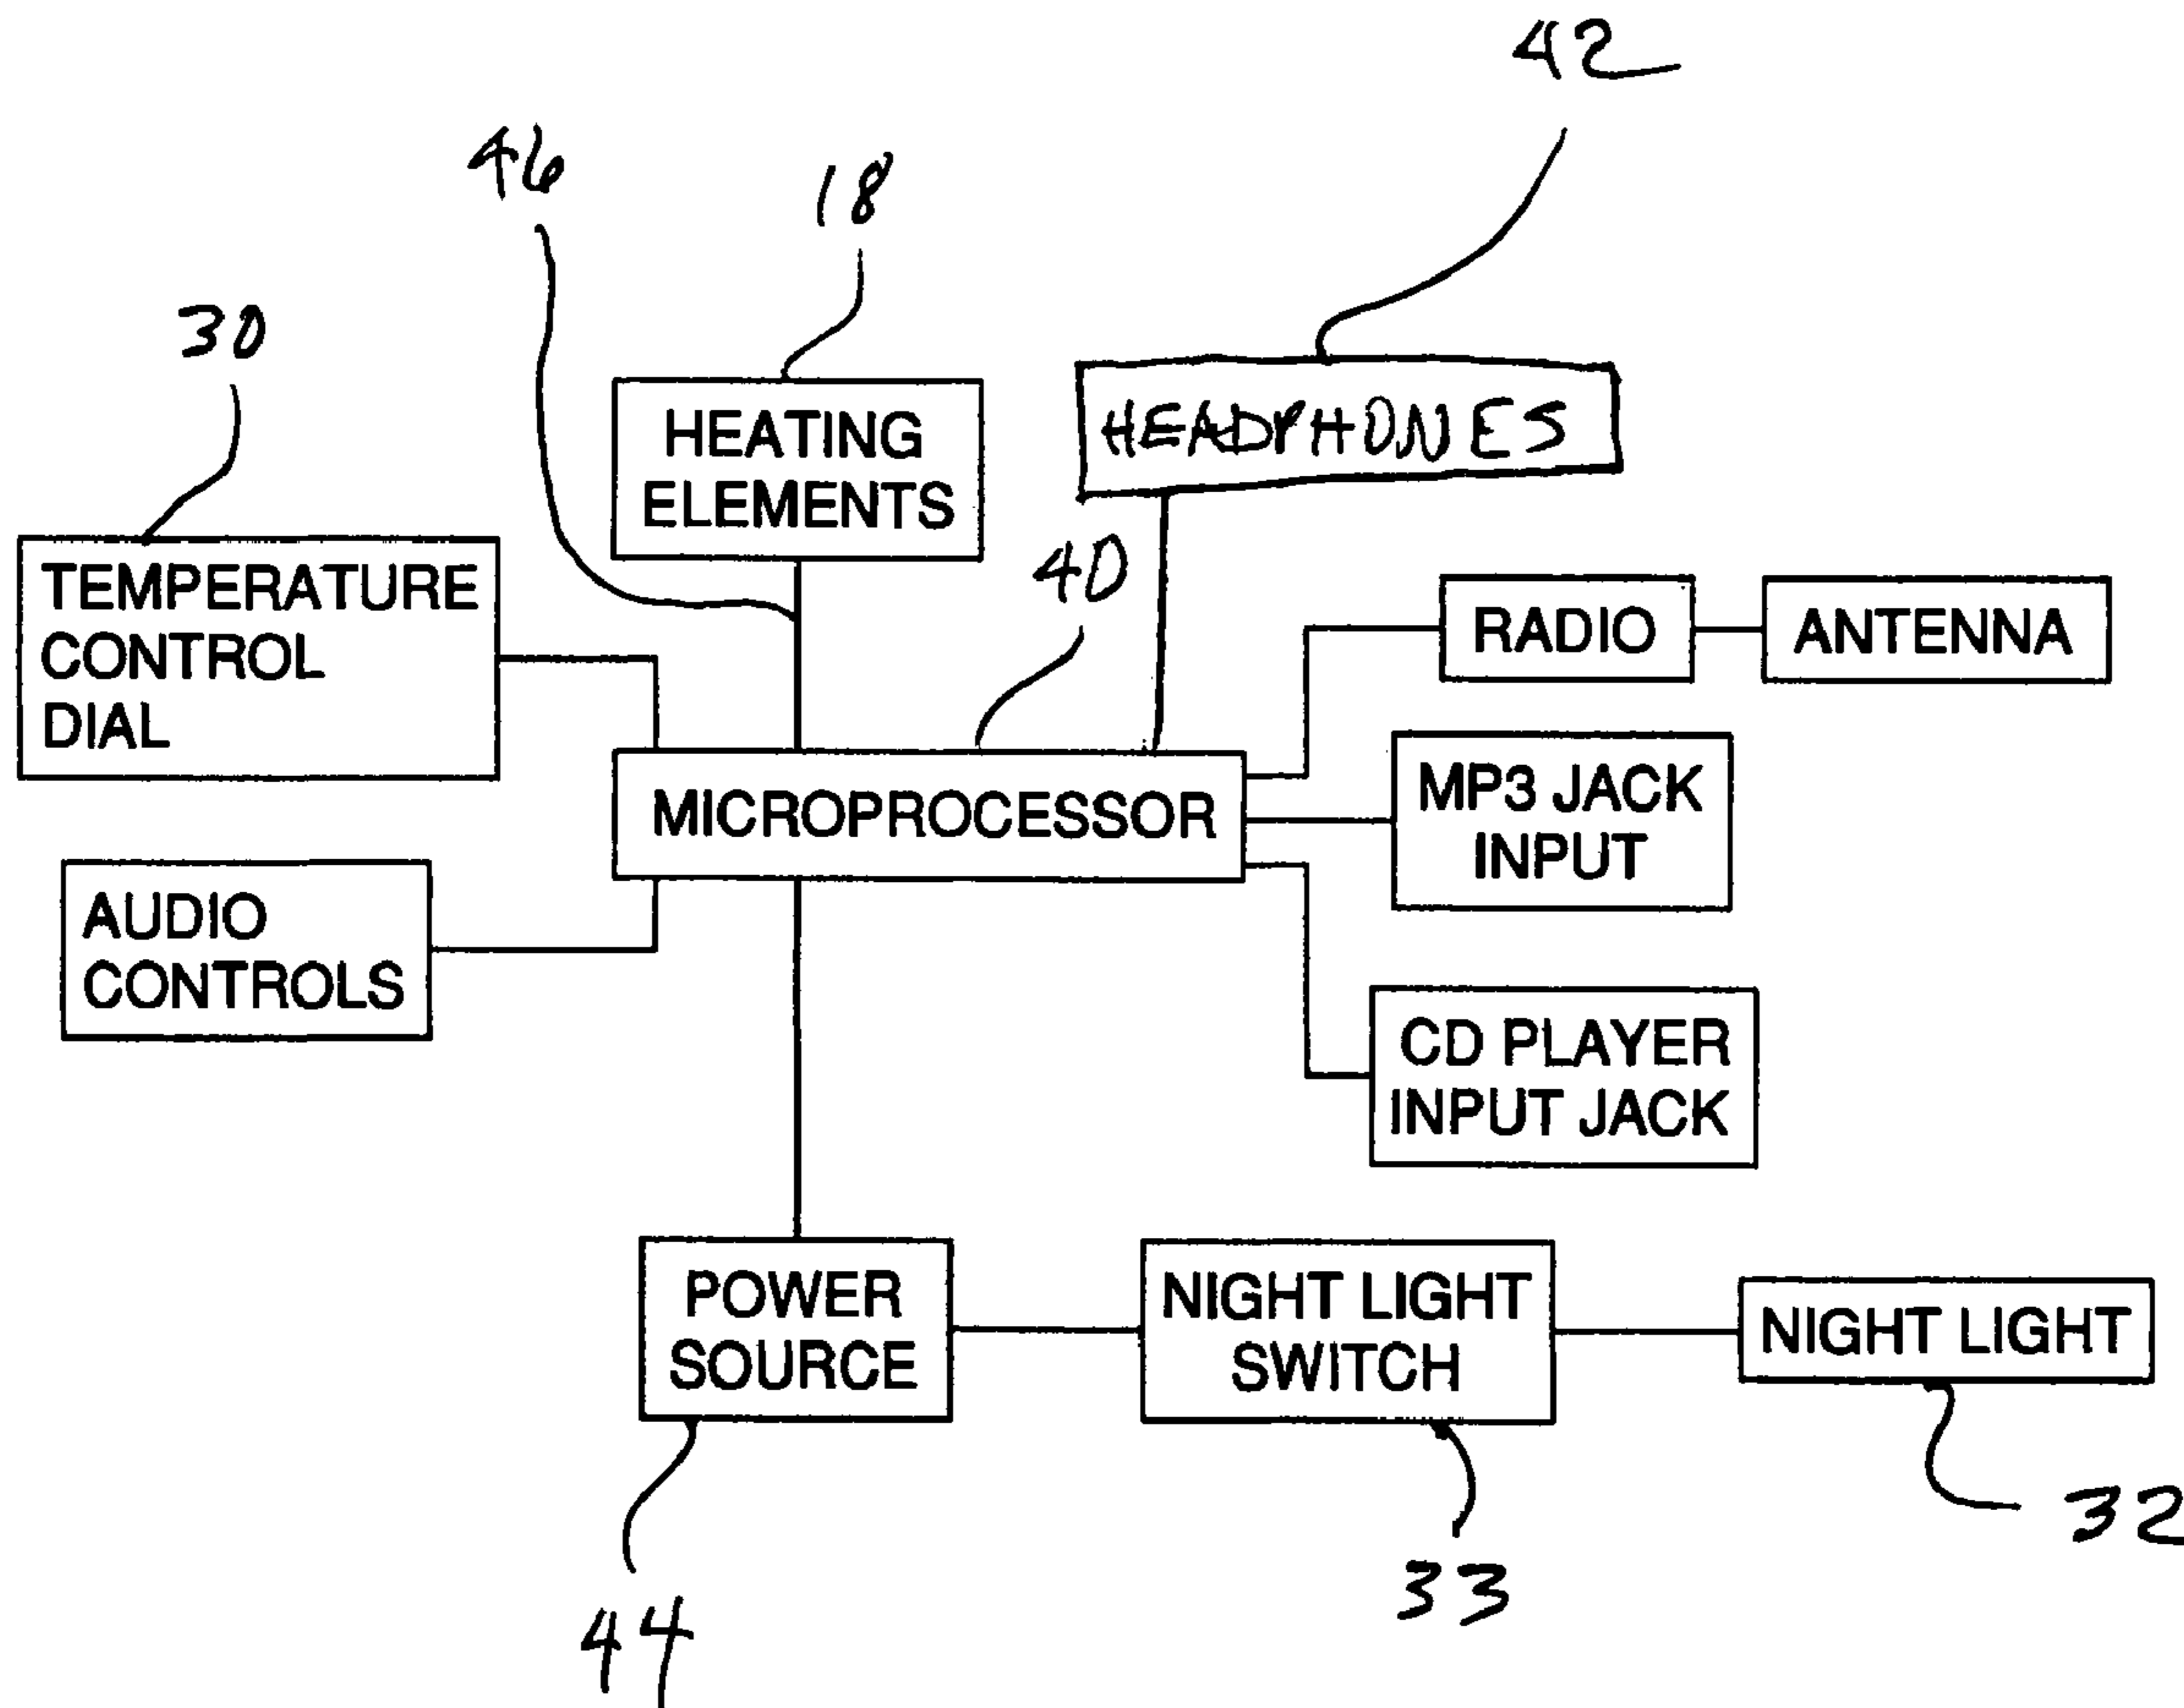 42
46
18
30
HEATING
ELEMENTS
HEADPHONES
40
TEMPERATURE
CONTROL
DIAL
RADIO
ANTENNA
MICROPROCESSOR
MP3 JACK
INPUT
AUDIO
CONTROLS
CD PLAYER
INPUT JACK
POWER
SOURCE
NIGHT LIGHT
SWITCH
NIGHT LIGHT
32
33
44